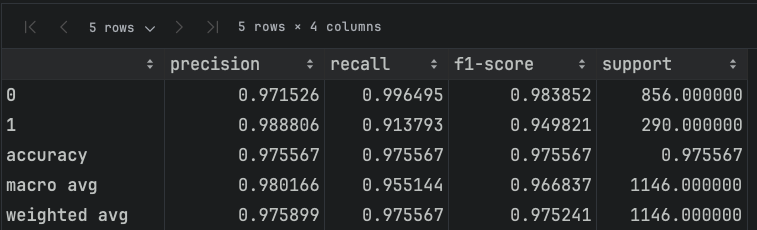 5 rows 5 rows × 4 columns
precision recall f1-score support
0 0.971526 0.996495 0.983852 856.000000
1 0.988806 0.913793 0.949821 290.000000
accuracy 0.975567 0.975567 0.975567 0.975567
macro avg 0.980166 0.955144 0.966837 1146.000000
weighted avg 0.975899 0.975567 0.975241 1146.000000